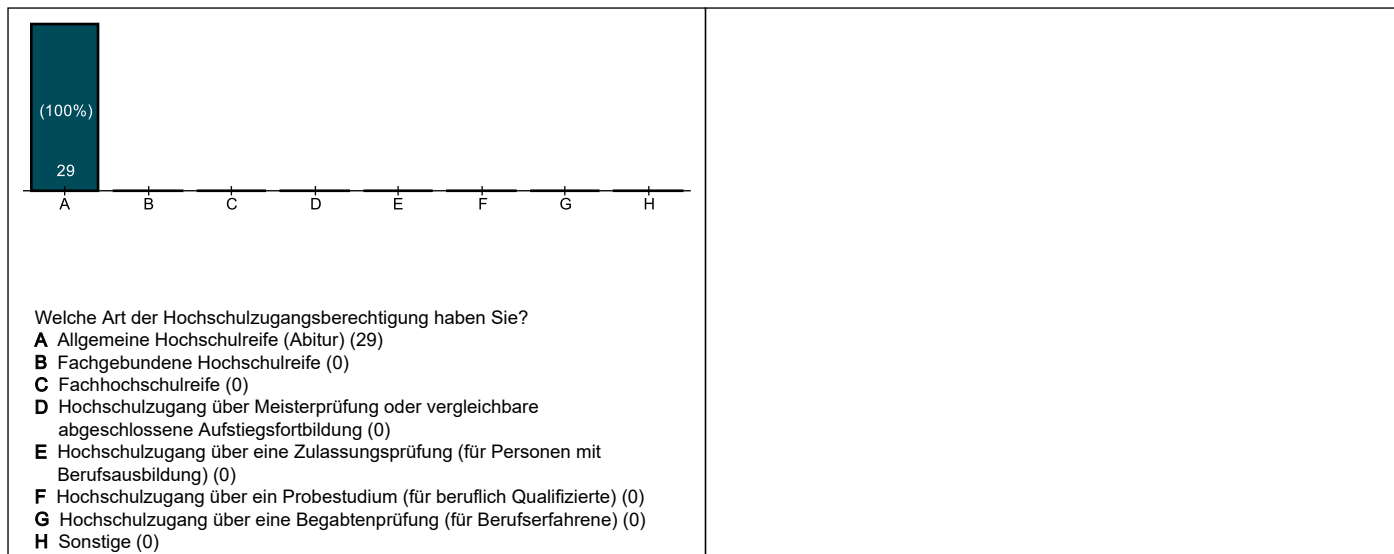 (100%)
29
A B C D E F G H
Welche Art der Hochschulzugangsberechtigung haben Sie?
A Allgemeine Hochschulreife (Abitur) (29)
B Fachgebundene Hochschulreife (0)
C Fachhochschulreife (0)
D Hochschulzugang über Meisterprüfung oder vergleichbare
abgeschlossene Aufstiegsfortbildung (0)
E Hochschulzugang über eine Zulassungsprüfung (für Personen mit
Berufsausbildung) (0)
F Hochschulzugang über ein Probestudium (für beruflich Qualifizierte) (0)
G Hochschulzugang über eine Begabtenprüfung (für Berufserfahrene) (0)
H Sonstige (0)